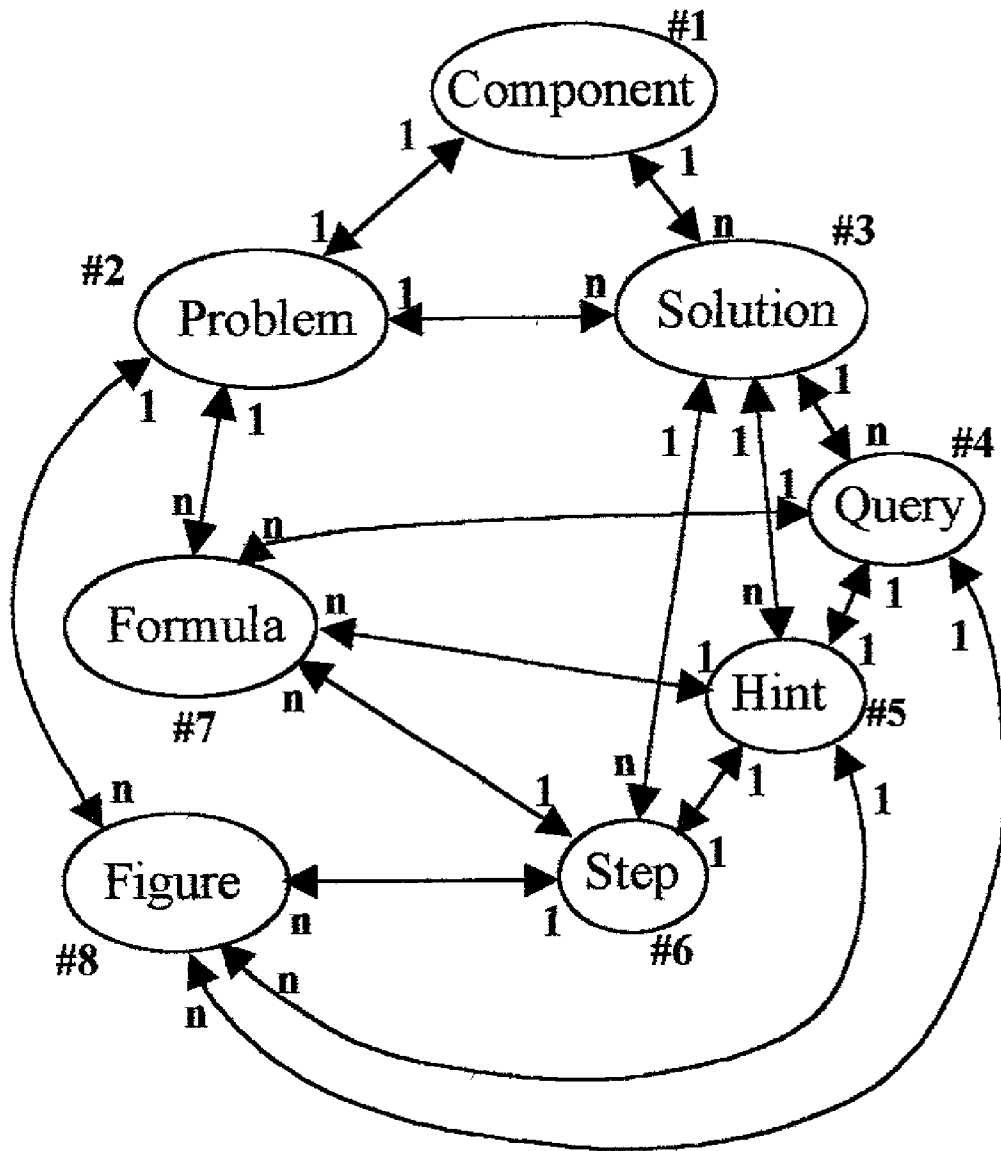 #1
Component
1 1
1 n #3
#2
1 n
Problem Solution
1 1 1
1 1 n #4
n 1 Query
n
Formula n n 1
1 1 1
n Hint
#7 #5
n 1 1
n 1 1
Figure Step
n 1
#8 #6
n
n